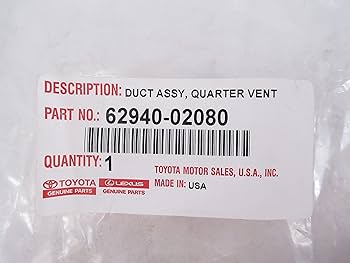 DESCRIPTION: DUCT ASSY, QUARTER VENT
PART NO.: 62940-02080
QUANTITY: 1
TOYOTA MOTOR SALES, U.S.A., INC.
TOYOTA LEXUS
GENUINE PARTS GENUINE PARTS
MADE IN: USA